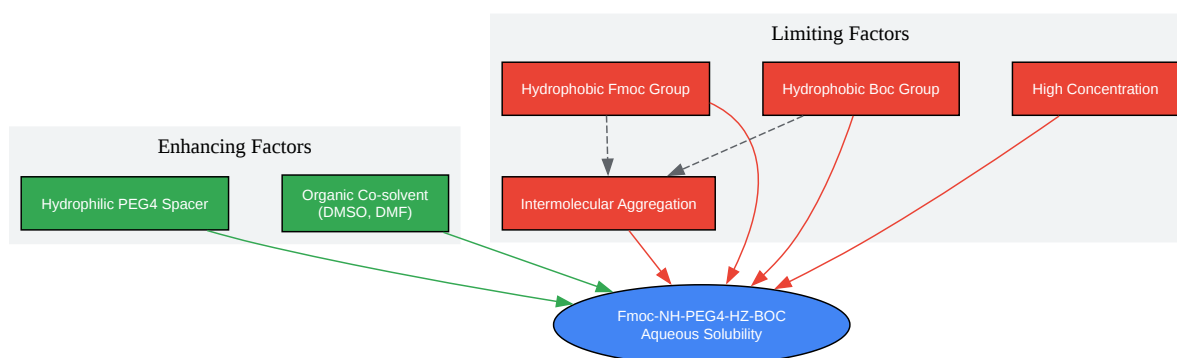 Limiting Factors
Hydrophobic Fmoc Group
Hydrophobic Boc Group
High Concentration
Enhancing Factors
Hydrophilic PEG4 Spacer
Organic Co-solvent
(DMSO, DMF)
Intermolecular Aggregation
Fmoc-NH-PEG4-HZ-BOC
Aqueous Solubility